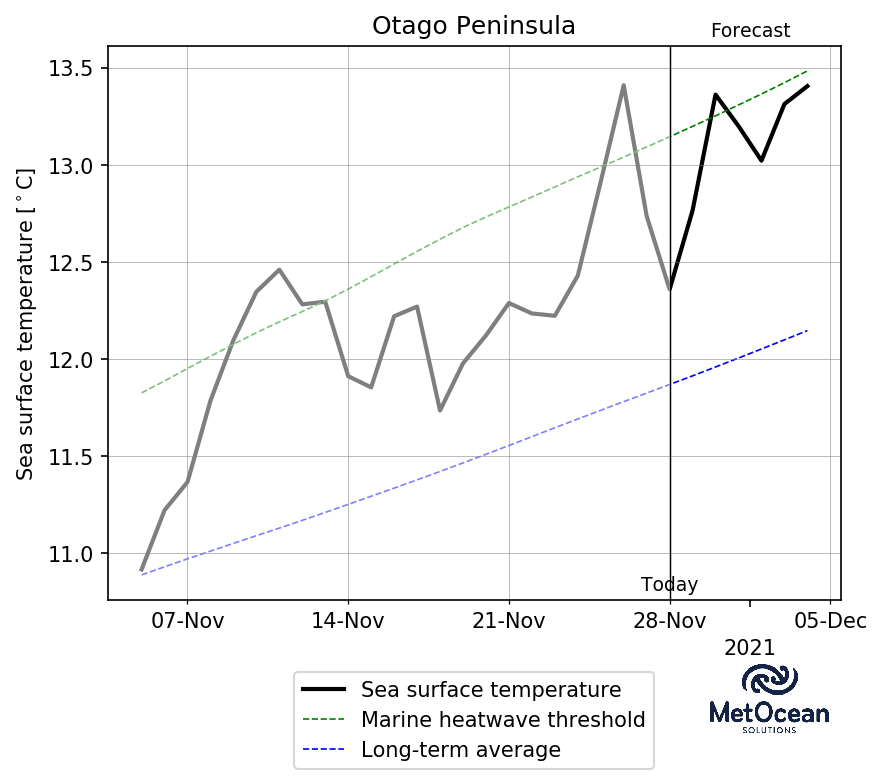 Otago Peninsula
Forecast
Sea surface temperature [°C]
13.5
13.0
12.5
12.0
11.5
11.0
Today
07-Nov
14-Nov
21-Nov
28-Nov
05-Dec
2021
Sea surface temperature
Marine heatwave threshold
Long-term average
MetOcean
SOLUTIONS